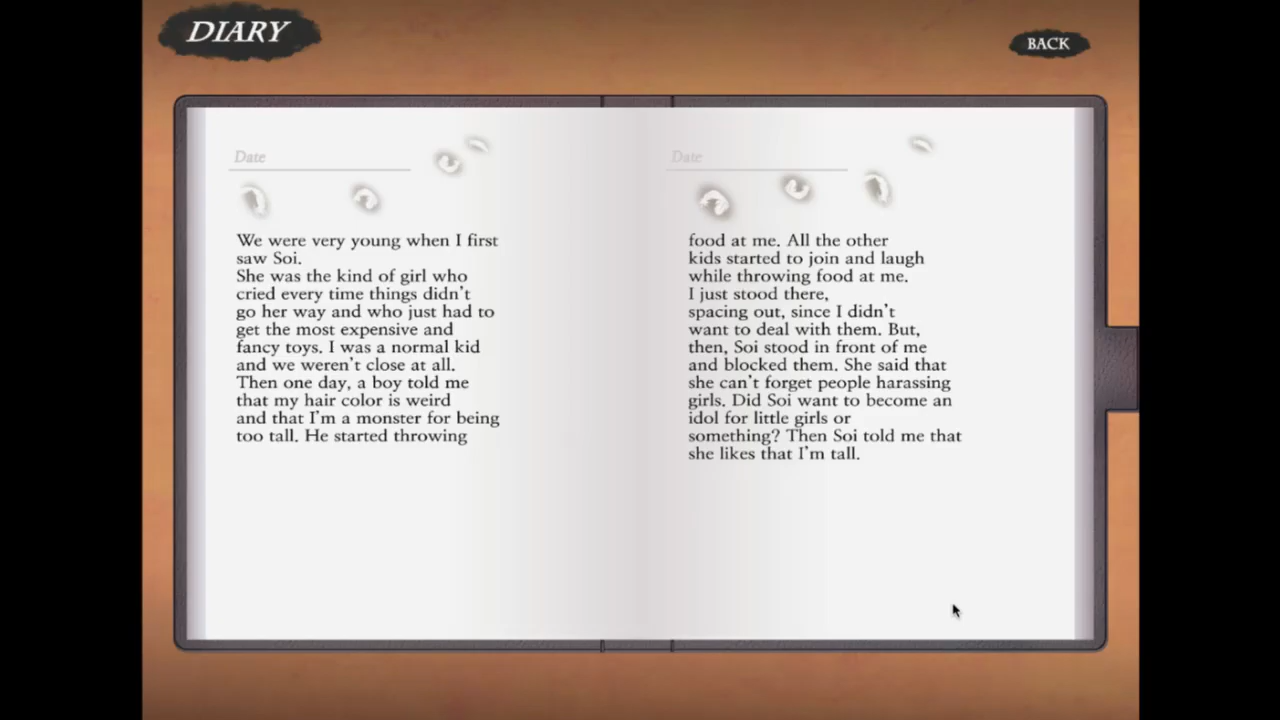 DIARY
BACK
Date
We were very young when I first
saw Soi.
She was the kind of girl who
cried every time things didn't
go her way and who just had to
get the most expensive and
fancy toys. I was a normal kid
and we weren't close at all.
Then one day, a boy told me
that my hair color is weird
and that I'm a monster for being
too tall. He started throwing
Date
food at me. All the other
kids started to join and laugh
while throwing food at me.
I just stood there,
spacing out, since I didn't
want to deal with them. But,
then, Soi stood in front of me
and blocked them. She said that
she can't forget people harassing
girls. Did Soi want to become an
idol for little girls or
something? Then Soi told me that
she likes that I'm tall.